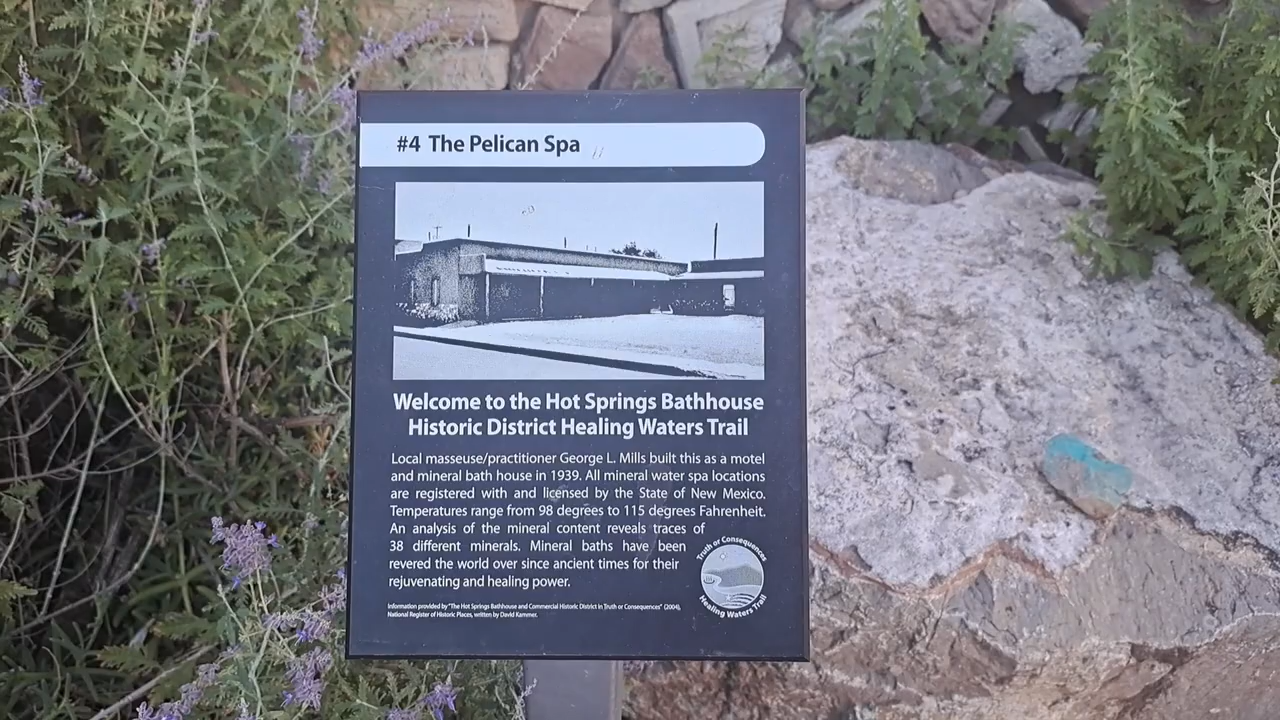 #4 The Pelican Spa
Welcome to the Hot Springs Bathhouse
Historic District Healing Waters Trail
Local masseuse/practitioner George L. Mills built this as a motel
and mineral bath house in 1939. All mineral water spa locations
are registered with and licensed by the State of New Mexico.
Temperatures range from 98 degrees to 115 degrees Fahrenheit.
An analysis of the mineral content reveals traces of
38 different minerals. Mineral baths have been
revered the world over since ancient times for their
rejuvenating and healing power.
Truth or Consequences
Healing Waters Trail
Information provided by "The Hot Springs Bathhouse and Commercial Historic District in Truth or Consequences" (2004),
National Register of Historic Places, written by David Kammer.